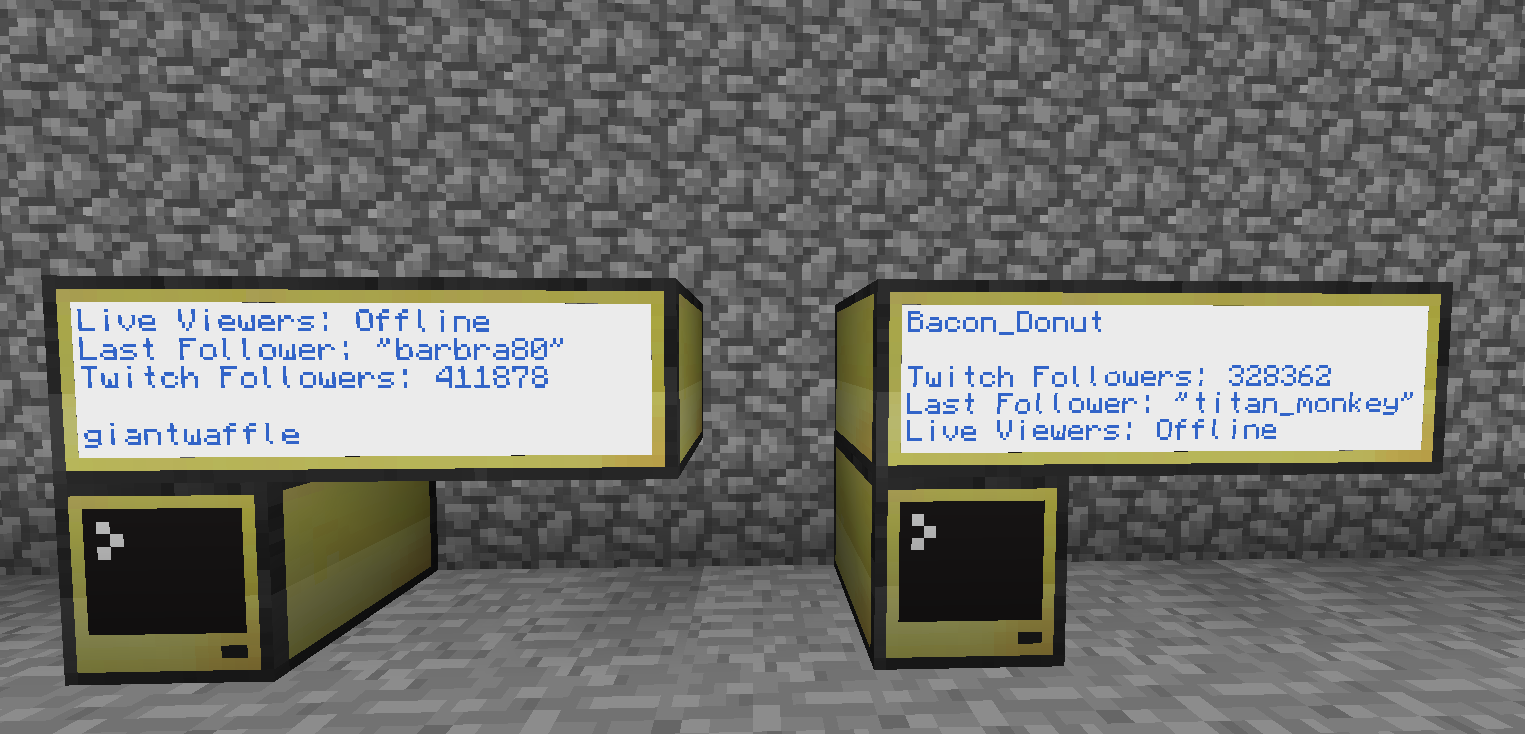 Live Viewers: Offline
Last Follower: "barbra80"
Twitch Followers: 411878
giantwaffle
>
Bacon_Donut
Twitch Followers: 328362
Last Follower: "titan_monkey"
Live Viewers: Offline
>